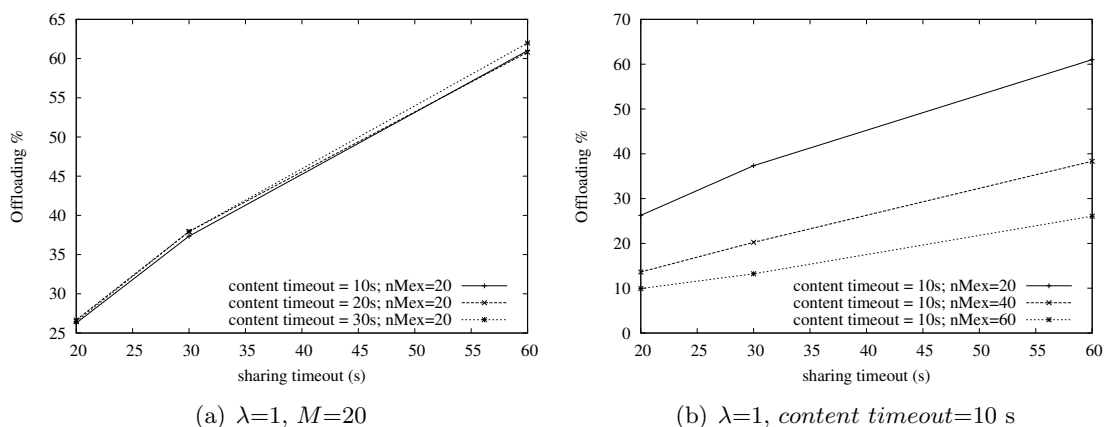 65
60
55
50
45
40
35
30
25
20 25 30 35 40 45 50 55 60
Offloading %
sharing timeout (s)
content timeout = 10s; nMex=20
content timeout = 20s; nMex=20
content timeout = 30s; nMex=20
(a) λ=1, M=20
70
60
50
40
30
20
10
0
20 25 30 35 40 45 50 55 60
Offloading %
sharing timeout (s)
content timeout = 10s; nMex=20
content timeout = 10s; nMex=40
content timeout = 10s; nMex=60
(b) λ=1, content timeout=10 s